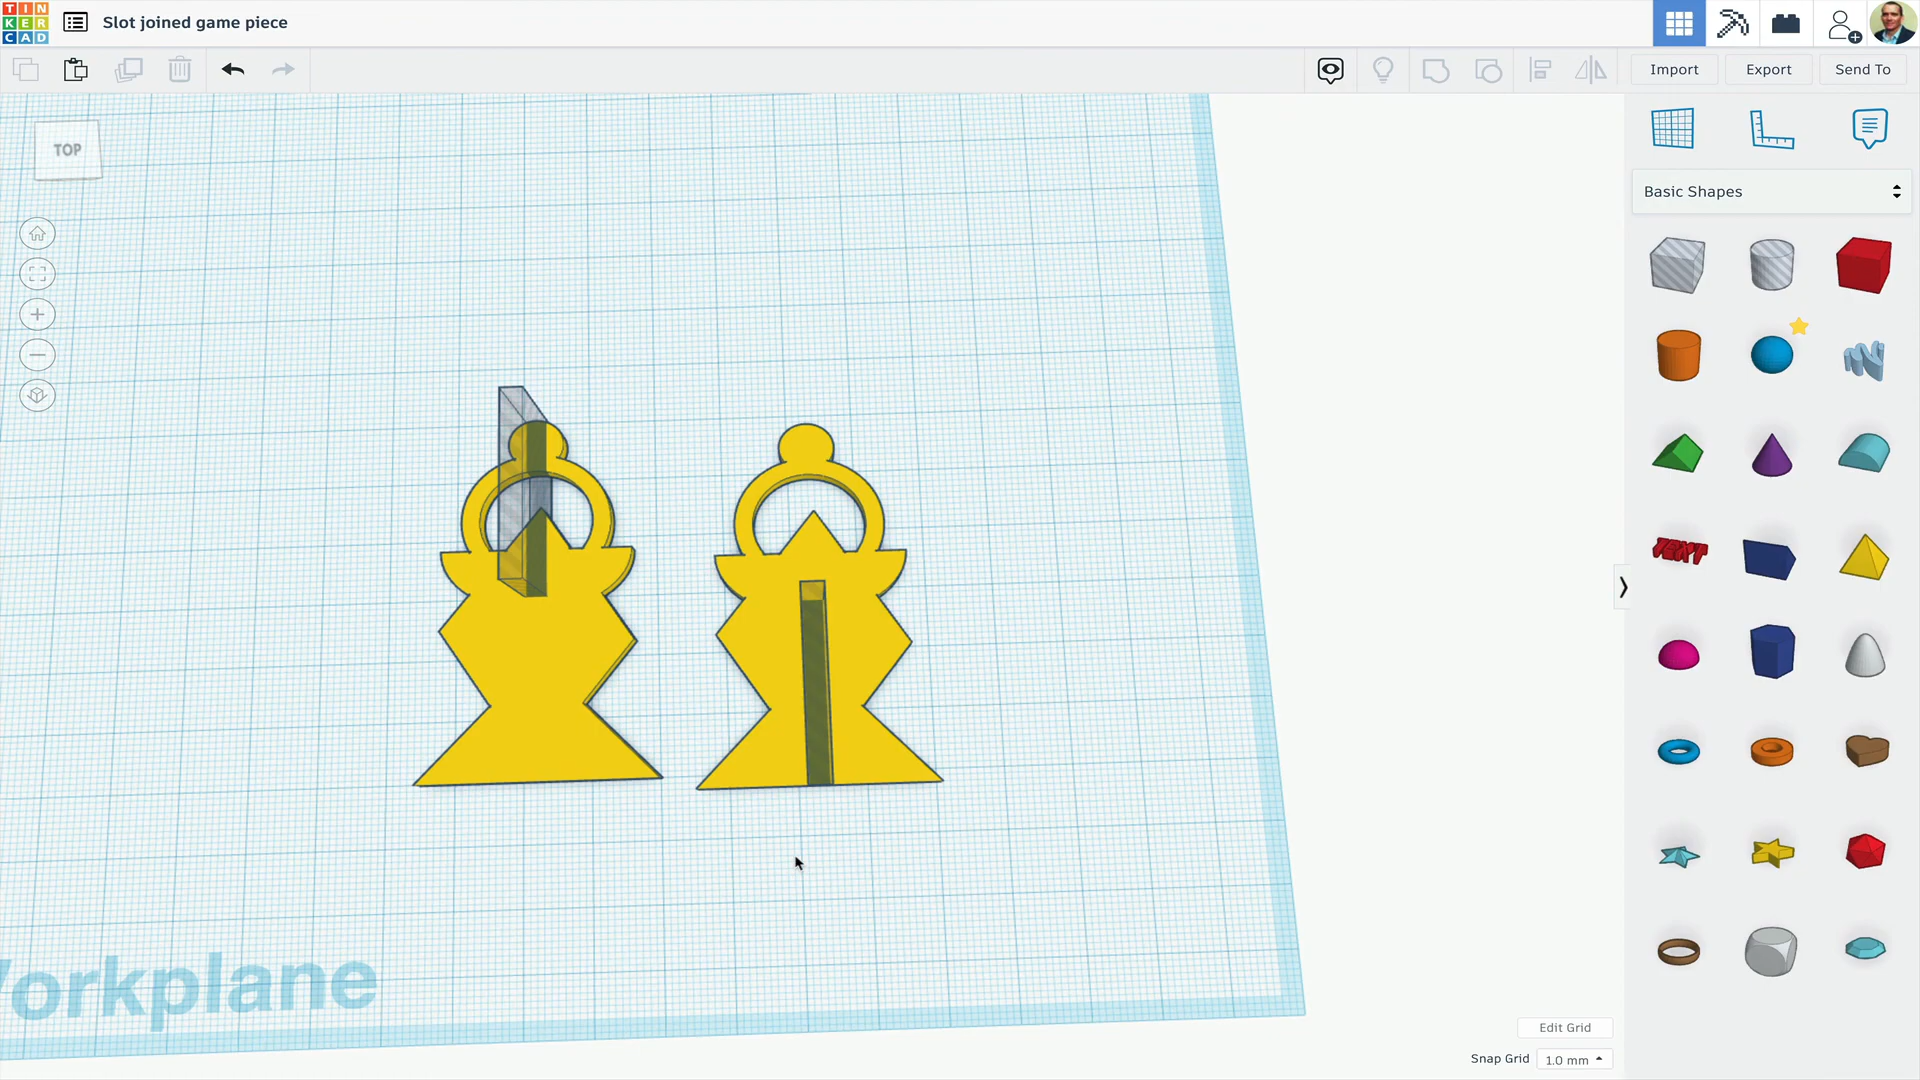 TIN
KER
CAD
Slot joined game piece
Import
Export
Send To
TOP
Basic Shapes
TEXT
orkplane
Edit Grid
Snap Grid
1.0 mm